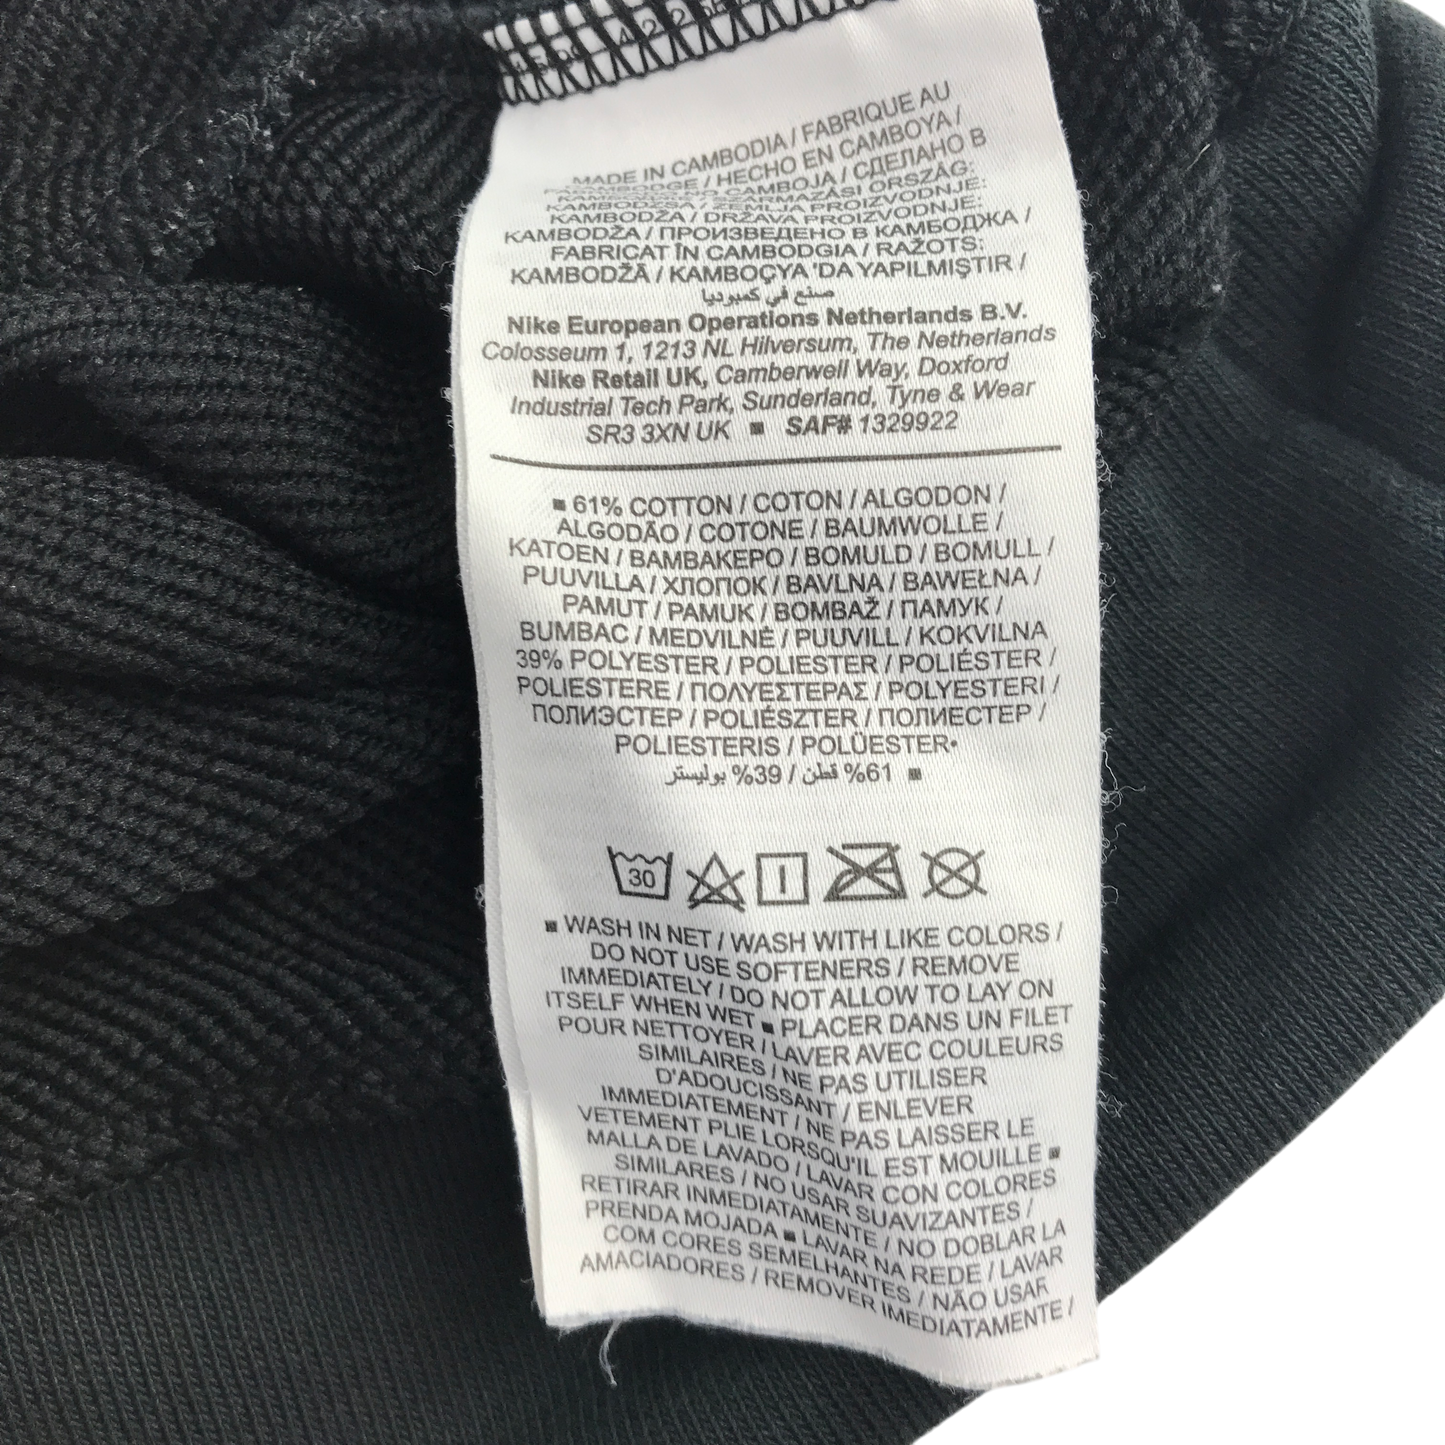 MADE IN CAMBODIA / FABRIQUE AU
CAMBODGE / HECHO EN CAMBOYA /
CAMBOJA / СДЕЛАНО В
SZÁRMAZÁSI ORSZÁG:
KAMBODZSA / ZEMLJA PROIZVODNJE:
KAMBODŽA / DRŽAVA PROIZVODNJE:
KAMBODŽA / ПРОИЗВЕДЕНО В КАМБОДЖА /
FABRICAT ÎN CAMBODGIA / RAŽOTS:
KAMBODŽĀ / KAMBOÇYA 'DA YAPILMIŞTIR /
صنع في كمبوديا
Nike European Operations Netherlands B.V.
Colosseum 1, 1213 NL Hilversum, The Netherlands
Nike Retail UK, Camberwell Way, Doxford
Industrial Tech Park, Sunderland, Tyne & Wear
SR3 3XN UK ■ SAF# 1329922
■ 61% COTTON / COTON / ALGODON /
ALGODÃO / COTONE / BAUMWOLLE /
KATOEN / ΒΑΜΒΑΚΕΡΟ / BOMULD / BOMULL /
PUUVILLA / ХЛОПОК / BAVLNA / BAWEŁNA /
PAMUT / PAMUK / BOMBAŽ / ПАМУК /
BUMBAC / MEDVILNĖ / PUUVILL / KOKVILNA
39% POLYESTER / POLIESTER / POLIÉSTER /
POLIESTERE / ΠΟΛΥΕΣΤΕΡΑΣ / POLYESTERI /
ПОЛИЭСТЕР / POLIÉSZTER / ПОЛИЕСТЕР /
POLIESTERIS / POLÜESTER•
■ 61% قطن / 39% بوليستر
30
■ WASH IN NET / WASH WITH LIKE COLORS /
DO NOT USE SOFTENERS / REMOVE
IMMEDIATELY / DO NOT ALLOW TO LAY ON
ITSELF WHEN WET ■ PLACER DANS UN FILET
POUR NETTOYER / LAVER AVEC COULEURS
SIMILAIRES / NE PAS UTILISER
D'ADOUCISSANT / ENLEVER
IMMEDIATEMENT / NE PAS LAISSER LE
VETEMENT PLIE LORSQU'IL EST MOUILLE ■
MALLA DE LAVADO / LAVAR CON COLORES
SIMILARES / NO USAR SUAVIZANTES /
RETIRAR INMEDIATAMENTE / NO DOBLAR LA
PRENDA MOJADA ■ LAVAR NA REDE / LAVAR
COM CORES SEMELHANTES / NÃO USAR
AMACIADORES / REMOVER IMEDIATAMENTE /